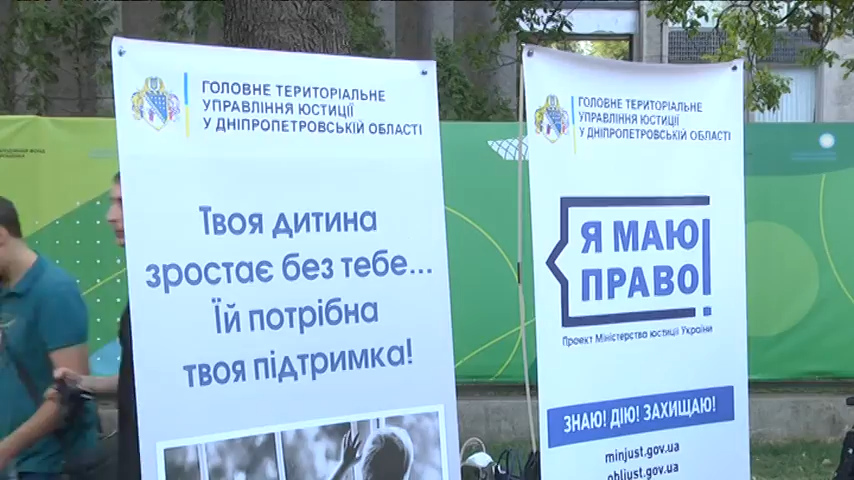 ГОЛОВНЕ ТЕРИТОРІАЛЬНЕ
УПРАВЛІННЯ ЮСТИЦІЇ
У ДНІПРОПЕТРОВСЬКІЙ ОБЛАСТІ
Твоя дитина
зростає без тебе...
Їй потрібна
твоя підтримка!
ГОЛОВНЕ ТЕРИТОРІАЛЬНЕ
УПРАВЛІННЯ ЮСТИЦІЇ
У ДНІПРОПЕТРОВСЬКІЙ ОБЛАСТІ
Я МАЮ
ПРАВО!
Проект Міністерства юстиції України
ЗНАЮ! ДІЮ! ЗАХИЩАЮ!
minjust.gov.ua
obljust.gov.ua